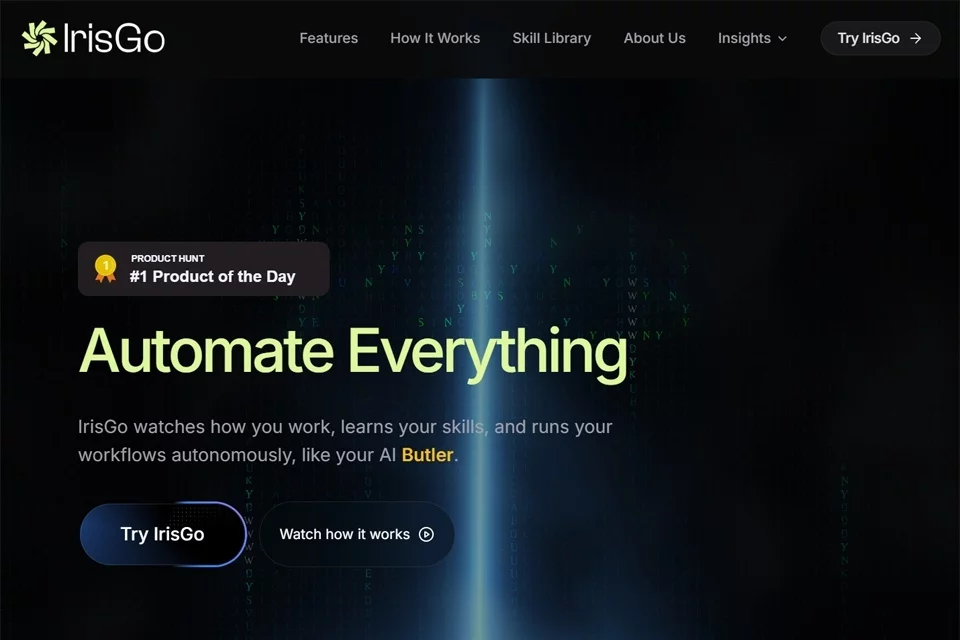 IrisGo
Features
How It Works
Skill Library
About Us
Insights
Try IrisGo
1
PRODUCT HUNT
#1 Product of the Day
Automate Everything
IrisGo watches how you work, learns your skills, and runs your
workflows autonomously, like your AI Butler.
Try IrisGo
Watch how it works